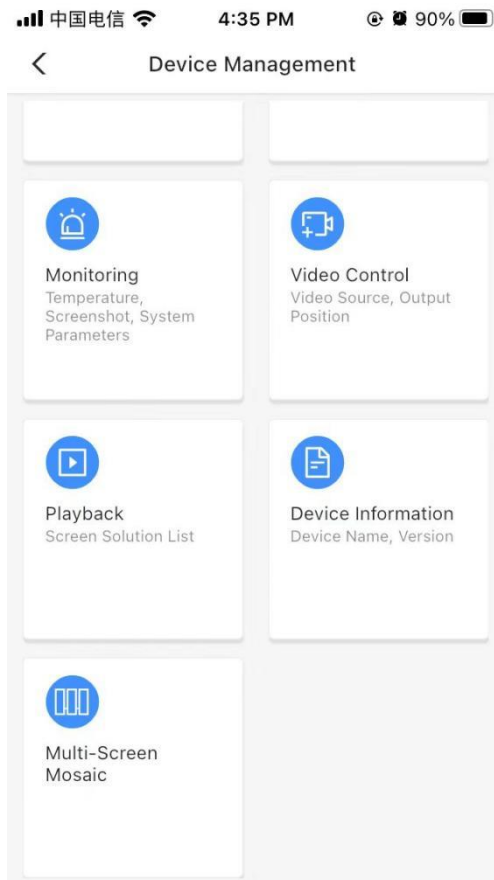 中国电信 4:35 PM 90%
Device Management
Monitoring
Temperature,
Screenshot, System
Parameters
Video Control
Video Source, Output
Position
Playback
Screen Solution List
Device Information
Device Name, Version
Multi-Screen
Mosaic